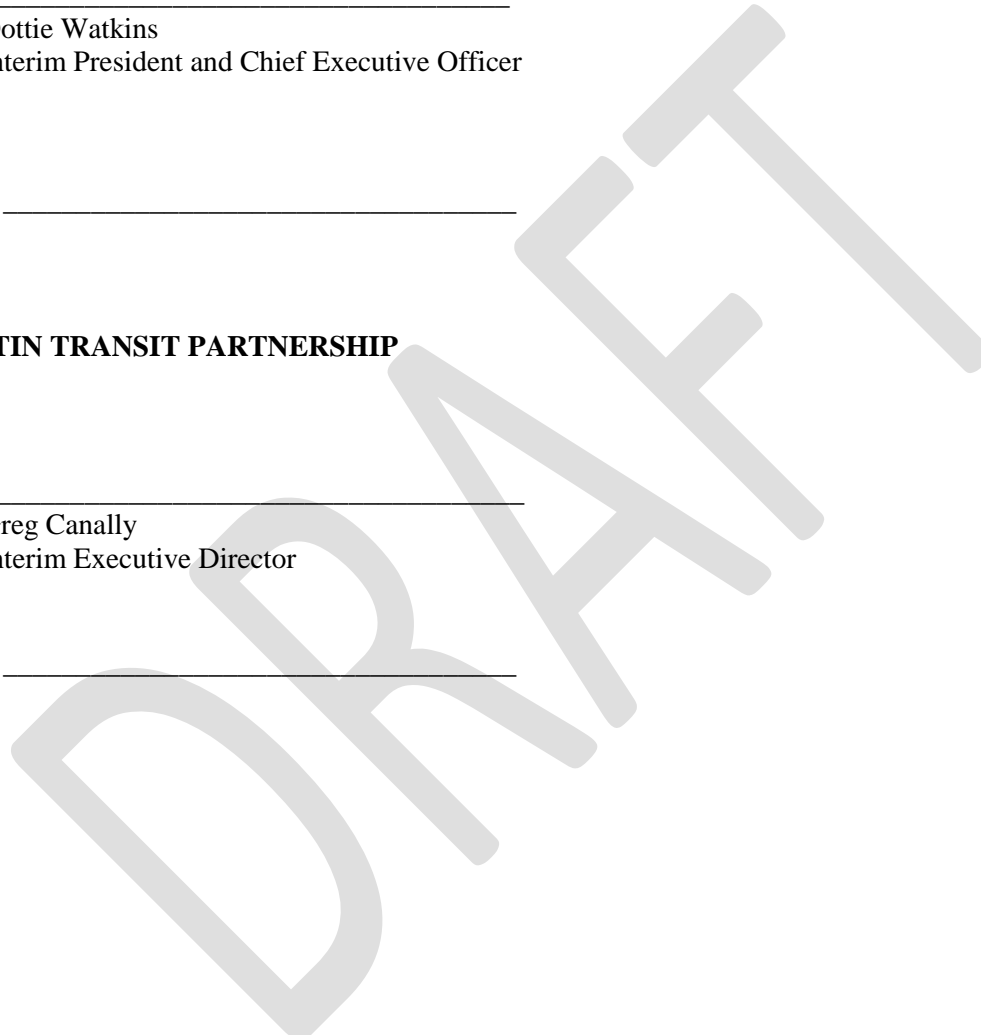 ottie Watkins
nterim President and Chief Executive Officer
TIN TRANSIT PARTNERSHIP
reg Canally
nterim Executive Director
DRAFT